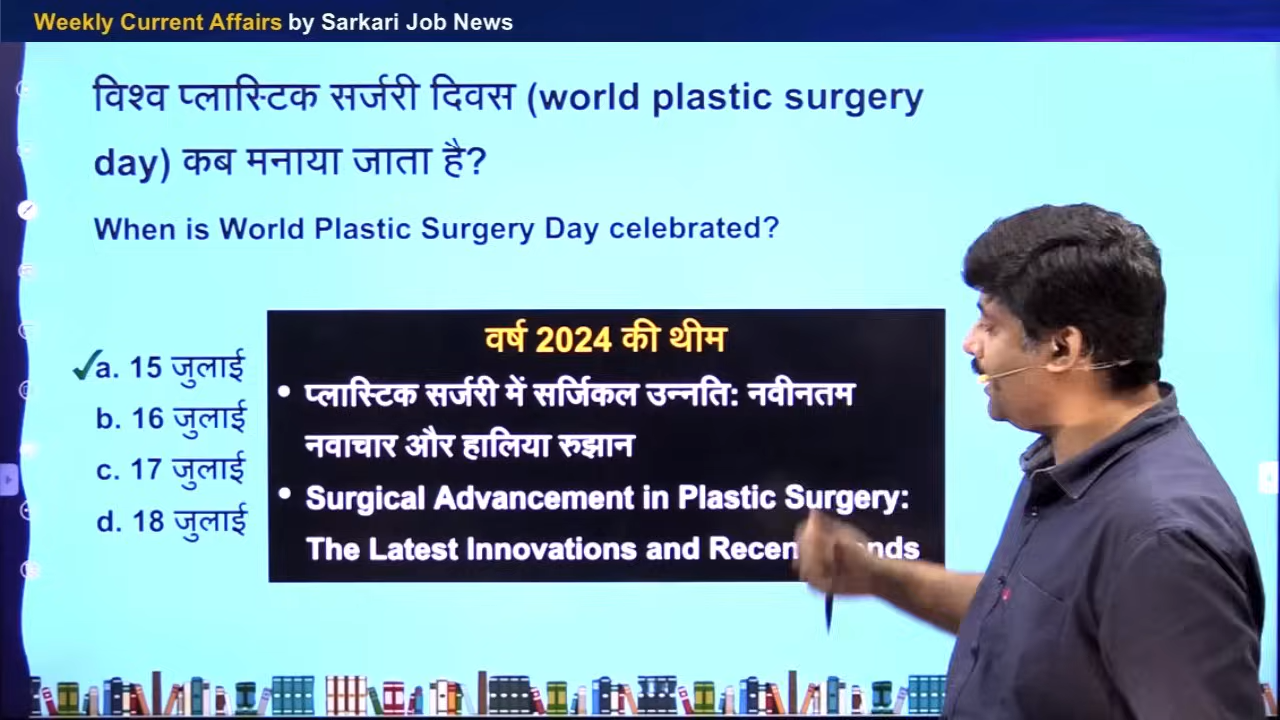 Weekly Current Affairs by Sarkari Job News
विश्व प्लास्टिक सर्जरी दिवस (world plastic surgery
day) कब मनाया जाता है?
When is World Plastic Surgery Day celebrated?
a. 15 जुलाई
b. 16 जुलाई
c. 17 जुलाई
d. 18 जुलाई
वर्ष 2024 की थीम
• प्लास्टिक सर्जरी में सर्जिकल उन्नति: नवीनतम
नवाचार और हालिया रुझान
• Surgical Advancement in Plastic Surgery:
The Latest Innovations and